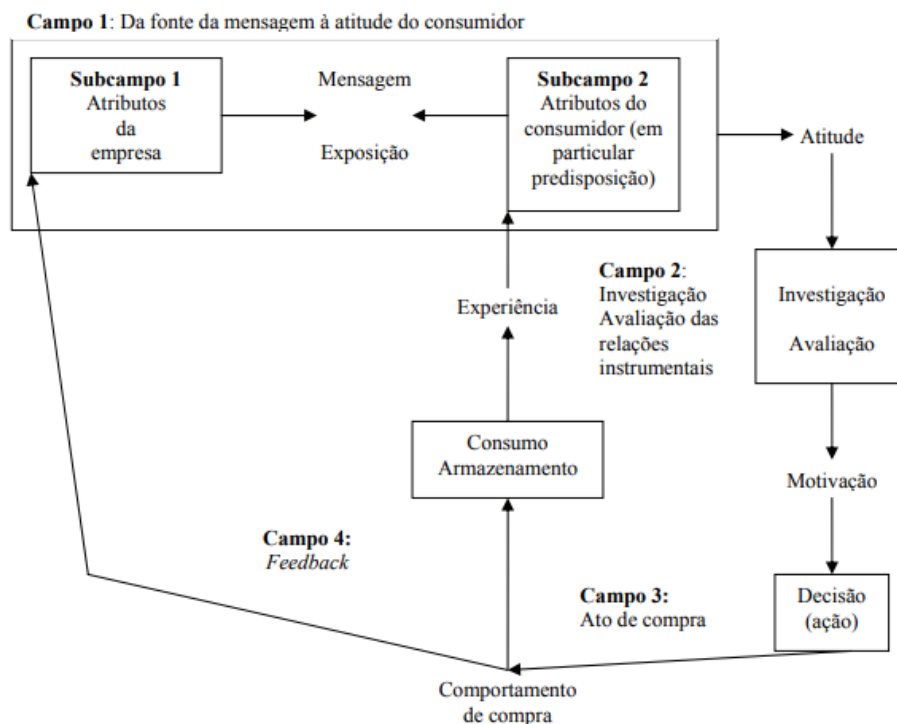 Campo 1: Da fonte da mensagem à atitude do consumidor
Subcampo 1
Atributos
da
empresa
Mensagem
Exposição
Subcampo 2
Atributos do
consumidor (em
particular
predisposição)
Atitude
Campo 2:
Investigação
Avaliação das
relações
instrumentais
Investigação
Avaliação
Experiência
Consumo
Armazenamento
Motivação
Campo 4:
Feedback
Campo 3:
Ato de compra
Decisão
(ação)
Comportamento
de compra